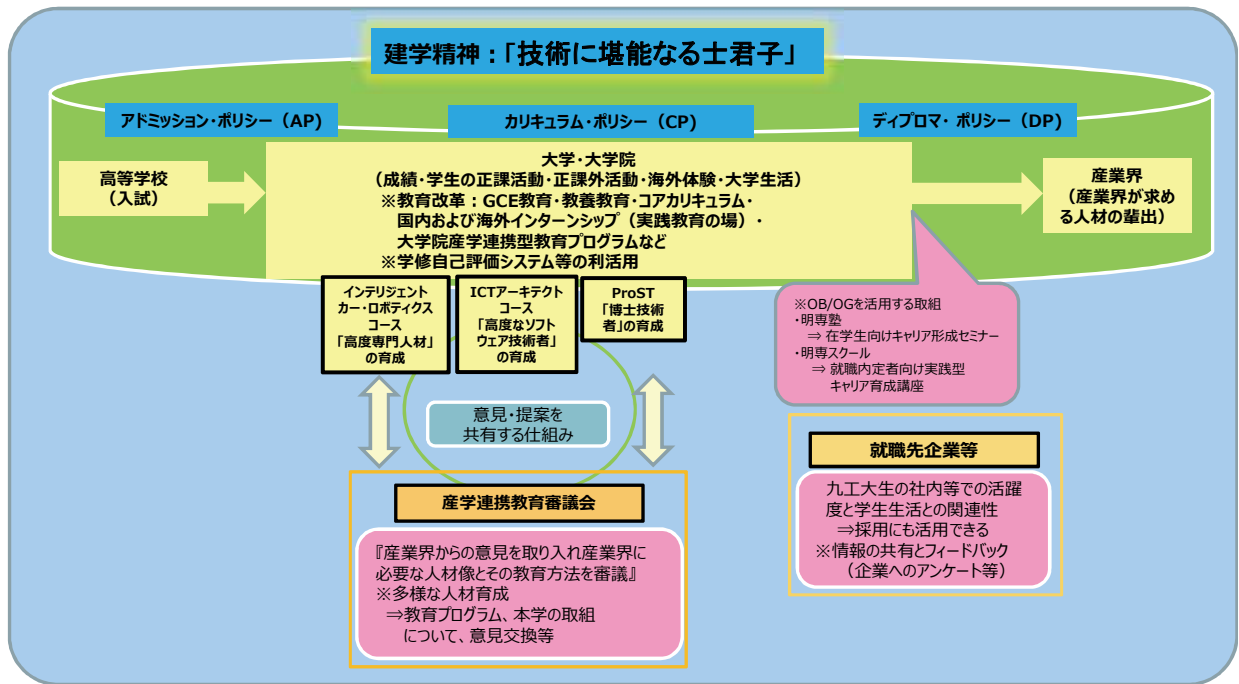 建学精神：「技術に堪能なる士君子」
アドミッション・ポリシー（AP)
カリキュラム・ポリシー（CP）
ディプロマ・ポリシー（DP）
高等学校
（入試）
大学・大学院
（成績・学生の正課活動・正課外活動・海外体験・大学生活）
※教育改革：GCE教育・教養教育・コアカリキュラム・
国内および海外インターンシップ（実践教育の場）・
大学院産学連携型教育プログラムなど
※学修自己評価システム等の利活用
産業界
（産業界が求め
る人材の輩出）
インテリジェント
カー・ロボティクス
コース
「高度専門人材」
の育成
ICTアーキテクト
コース
「高度なソフト
ウェア技術者」
の育成
ProST
「博士技術
者」の育成
※OB/OGを活用する取組
・明専塾
⇒ 在学生向けキャリア形成セミナー
・明専スクール
⇒ 就職内定者向け実践型
キャリア育成講座
意見・提案を
共有する仕組み
産学連携教育審議会
『産業界からの意見を取り入れ産業界に
必要な人材像とその教育方法を審議』
※多様な人材育成
⇒教育プログラム、本学の取組
について、意見交換等
就職先企業等
九工大生の社内等での活躍
度と学生生活との関連性
⇒採用にも活用できる
※情報の共有とフィードバック
（企業へのアンケート等）